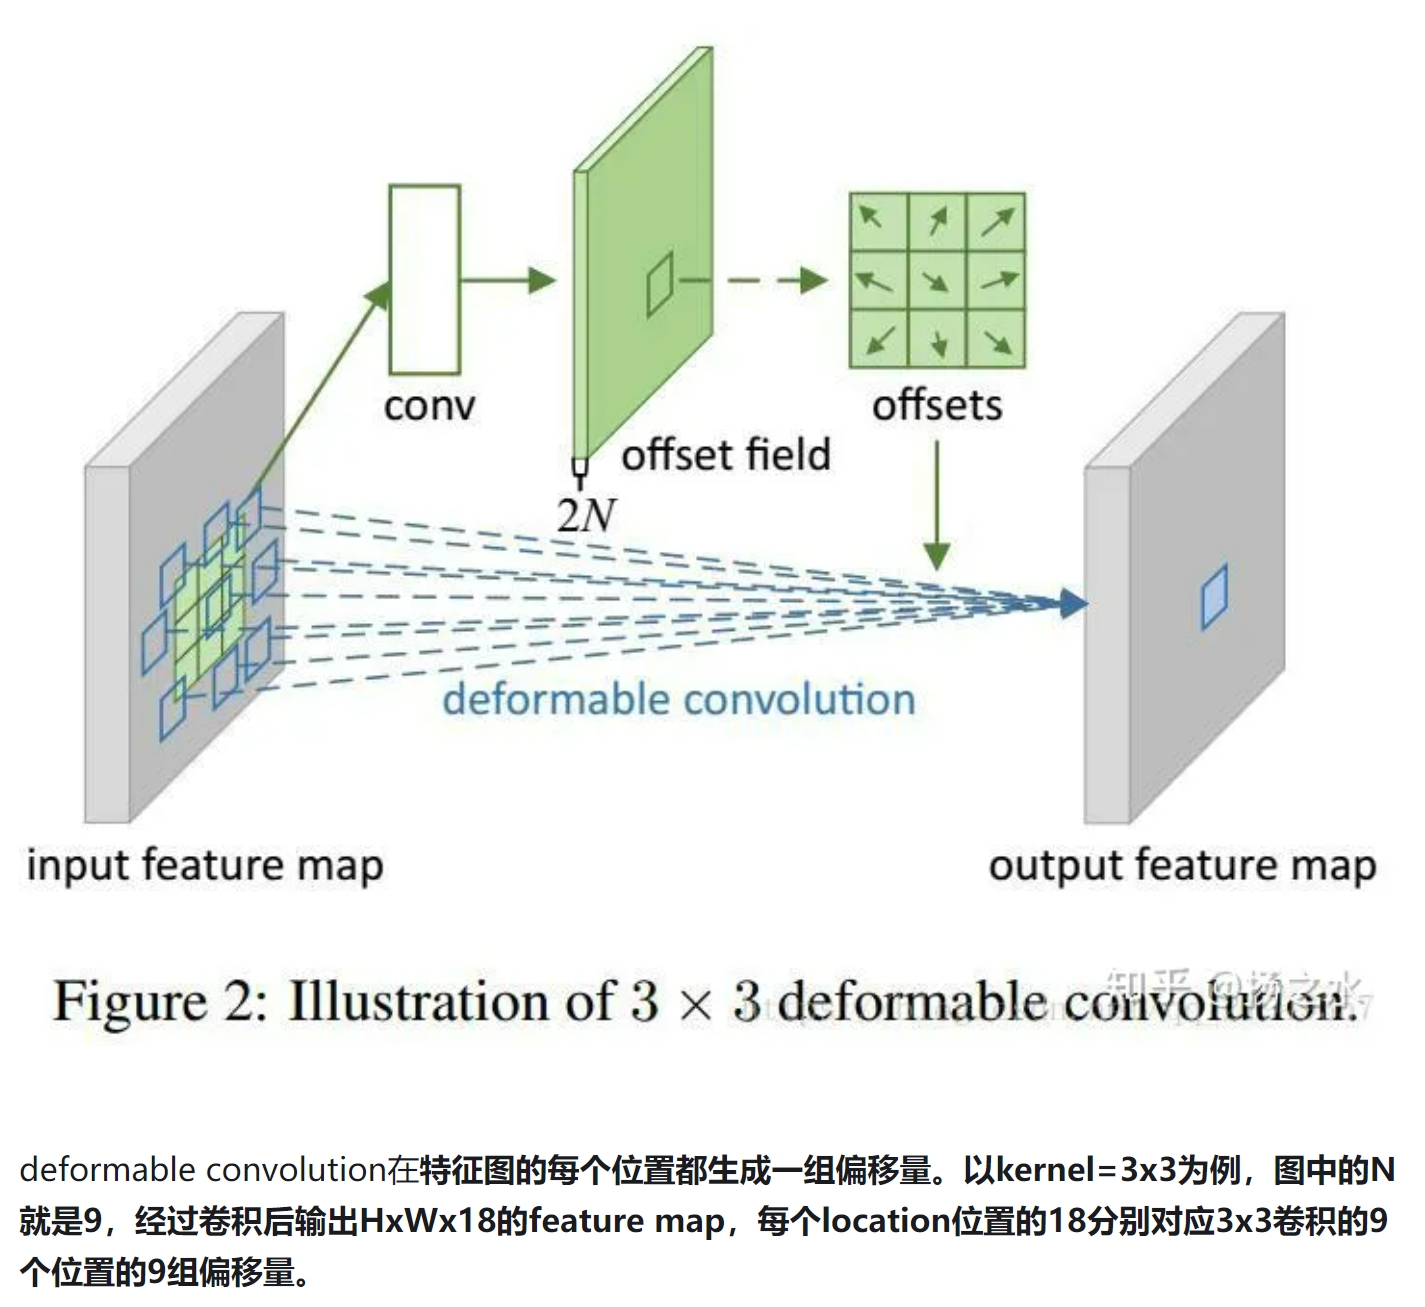 conv
offsets
offset field
2N
deformable convolution
input feature map
output feature map
知乎 @扬之水
Figure 2: Illustration of 3 × 3 deformable convolution.
deformable convolution在特征图的每个位置都生成一组偏移量。以kernel=3x3为例，图中的N
就是9，经过卷积后输出HxWx18的feature map，每个location位置的18分别对应3x3卷积的9
个位置的9组偏移量。